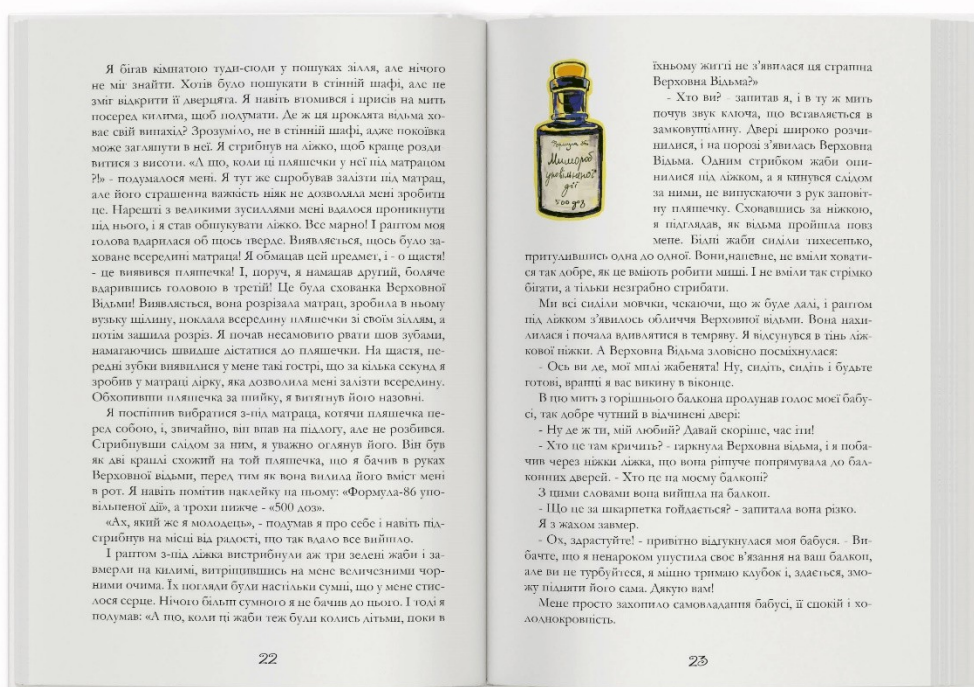 Я бігав кімнатою туди-сюди у пошуках зілля, але нічого
не міг знайти. Хотів було пошукати в стінній шафі, але не
зміг відкрити її дверцята. Я навіть втомився і присів на мить
посеред килима, щоб подумати. Де ж ця проклята відьма хо-
ває свій винахід? Зрозуміло, не в стінній шафі, адже покоївка
може заглянути в неї. Я стрибнув на ліжко, щоб краще розди-
витися з висоти. «А що, коли ці пляшечки у неї під матрацом
?!» - подумалося мені. Я тут же спробував залізти під матрац,
але його страшенна важкість ніяк не дозволяла мені зробити
це. Нарешті з великими зусиллями мені вдалося проникнути
під нього, і я став обшукувати ліжко. Все марно! І раптом моя
голова вдарилася об щось тверде. Виявляється, щось було за-
ховане всередині матраца! Я обмацав цей предмет, і - о щастя!
- це виявився пляшечка! І, поруч, я намацав другий, боляче
вдарившись головою в третій! Це була схованка Верховної
Відьми! Виявляється, вона розрізала матрац, зробила в ньому
вузьку щілину, поклала всередину пляшечки зі своїм зіллям, а
потім зашила розріз. Я почав несамовито рвати шов зубами,
намагаючись швидше дістатися до пляшечки. На щастя, пе-
редні зубки виявилися у мене такі гострі, що за кілька секунд я
зробив у матраці дірку, яка дозволила мені залізти всередину.
Обхопивши пляшечка за шийку, я витягнув його назовні.
Я поспішив вибратися з-під матраца, котячи пляшечка пе-
ред собою, і, звичайно, він впав на підлогу, але не розбився.
Стрибнувши слідом за ним, я уважно оглянув його. Він був
як дві краплі схожий на той пляшечка, що я бачив в руках
Верховної відьми, перед тим як вона вилила його вміст мені
в рот. Я навіть помітив наклейку на ньому: «Формула-86 упо-
вільненої дії», а трохи нижче - «500 доз».
«Ах, який же я молодець», - подумав я про себе і навіть під-
стрибнув на місці від радості, що так вдало все вийшло.
І раптом з-під ліжка вистрибнули аж три зелені жаби і за-
вмерли на килимі, витріщившись на мене величезними чор-
ними очима. Їх погляди були настільки сумні, що у мене стис-
лося серце. Нічого більш сумного я не бачив до цього. І тоді я
подумав: «А що, коли ці жаби теж були колись дітьми, поки в
22
Формула 86
Мишороб
уповільненої
дії
500 доз
їхньому житті не з'явилася ця страшна
Верховна Відьма?»
- Хто ви? - запитав я, і в ту ж мить
почув звук ключа, що вставляється в
замковущілину. Двері широко розчи-
нилися, і на порозі з'явилась Верховна
Відьма. Одним стрибком жаби опи-
нилися під ліжком, а я кинувся слідом
за ними, не випускаючи з рук заповіт-
ну пляшечку. Сховавшись за ніжкою,
я підглядав, як відьма пройшла повз
мене. Бідні жаби сиділи тихесенько,
притулившись одна до одної. Вони,напевне, не вміли ховати-
ся так добре, як це вміють робити миші. І не вміли так стрімко
бігати, а тільки незграбно стрибати.
Ми всі сиділи мовчки, чекаючи, що ж буде далі, і раптом
під ліжком з'явилось обличчя Верховної відьми. Вона нахи-
лилася і почала вдивлятися в темряву. Я відсунувся в тінь ліж-
кової ніжки. А Верховна Відьма зловісно посміхнулася:
- Ось ви де, мої милі жабенята! Ну, сидіть, сидіть і будьте
готові, вранці я вас викину в віконце.
В цю мить з горішнього балкона пролунав голос моєї бабу-
сі, так добре чутний в відчинені двері:
- Ну де ж ти, мій любий? Давай скоріше, час іти!
- Хто це там кричить? - гаркнула Верховна відьма, і я поба-
чив через ніжки ліжка, що вона рішуче попрямувала до бал-
конних дверей. - Хто це на моєму балконі?
З цими словами вона вийшла на балкон.
- Що це за шкарпетка гойдається? - запитала вона різко.
Я з жахом завмер.
- Ох, здрастуйте! - привітно відгукнулася моя бабуся. - Ви-
бачте, що я ненароком упустила своє в'язання на ваш балкон,
але ви не турбуйтеся, я міцно тримаю клубок і, здається, змо-
жу підняти його сама. Дякую вам!
Мене просто захопило самовладання бабусі, її спокій і хо-
лоднокровність.
23